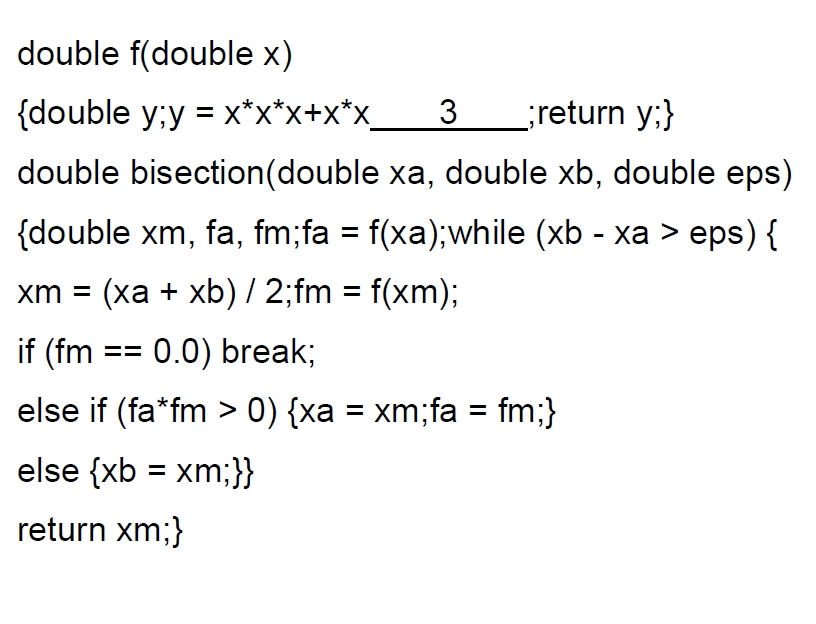 double f(double x)
{double y;y = x*x*x+x*x____3____;return y;}
double bisection(double xa, double xb, double eps)
{double xm, fa, fm;fa = f(xa);while (xb - xa > eps) {
xm = (xa + xb) / 2;fm = f(xm);
if (fm == 0.0) break;
else if (fa*fm > 0) {xa = xm;fa = fm;}
else {xb = xm;}}
return xm;}